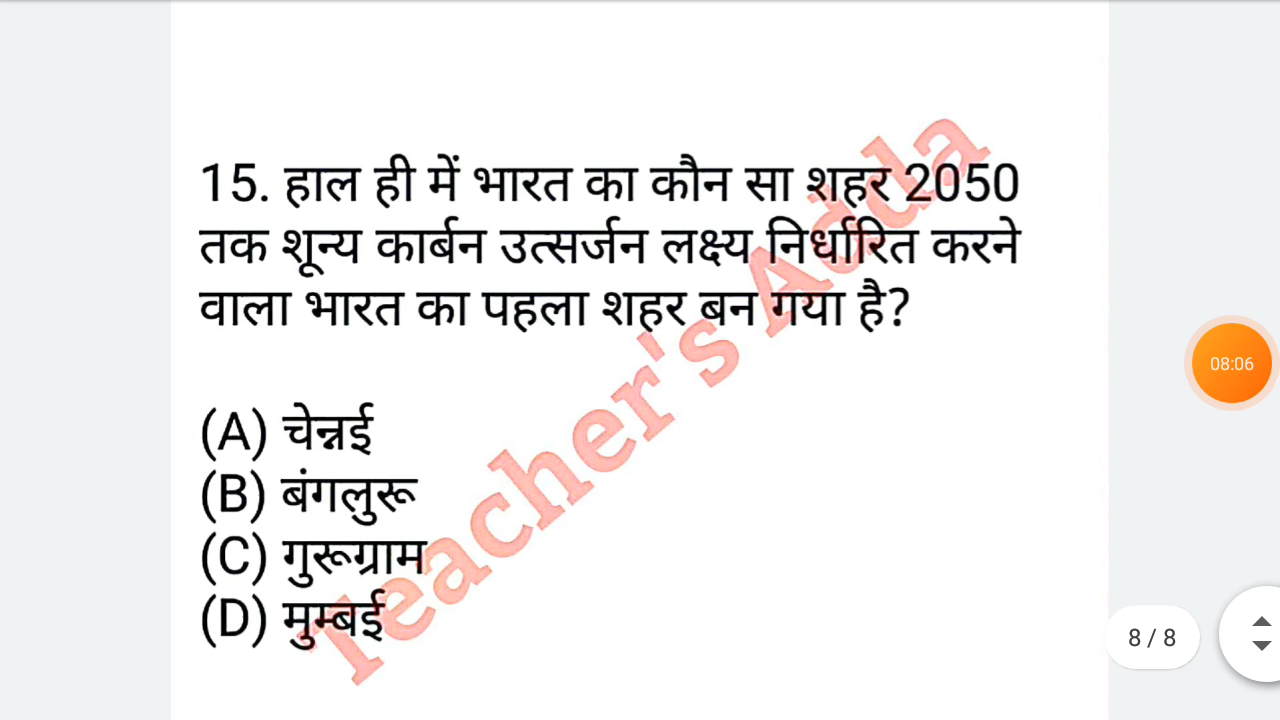 15. हाल ही में भारत का कौन सा शहर 2050
तक शून्य कार्बन उत्सर्जन लक्ष्य निर्धारित करने
वाला भारत का पहला शहर बन गया है?
(A) चेन्नई
(B) बंगलुरू
(C) गुरूग्राम
(D) मुम्बई
Teacher's Adda
08:06
8 / 8